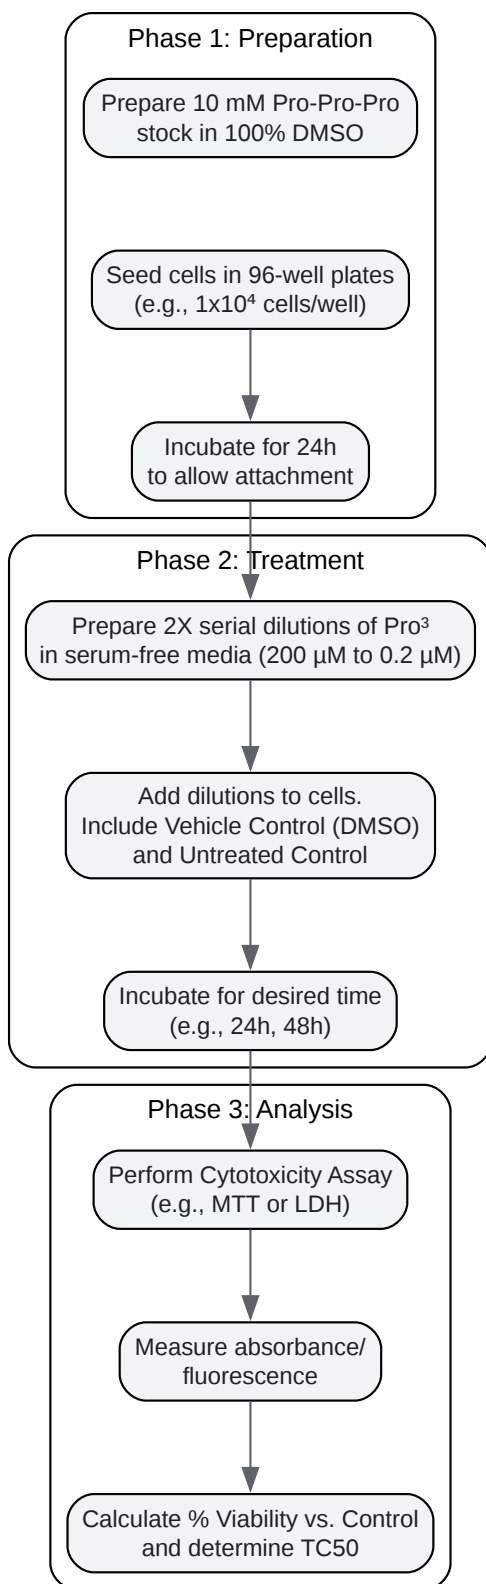 Phase 1: Preparation
Prepare 10 mM Pro-Pro-Pro
stock in 100% DMSO
Seed cells in 96-well plates
(e.g., 1x10⁴ cells/well)
Incubate for 24h
to allow attachment
Phase 2: Treatment
Prepare 2X serial dilutions of Pro³
in serum-free media (200 µM to 0.2 µM)
Add dilutions to cells.
Include Vehicle Control (DMSO)
and Untreated Control
Incubate for desired time
(e.g., 24h, 48h)
Phase 3: Analysis
Perform Cytotoxicity Assay
(e.g., MTT or LDH)
Measure absorbance/
fluorescence
Calculate % Viability vs. Control
and determine TC50